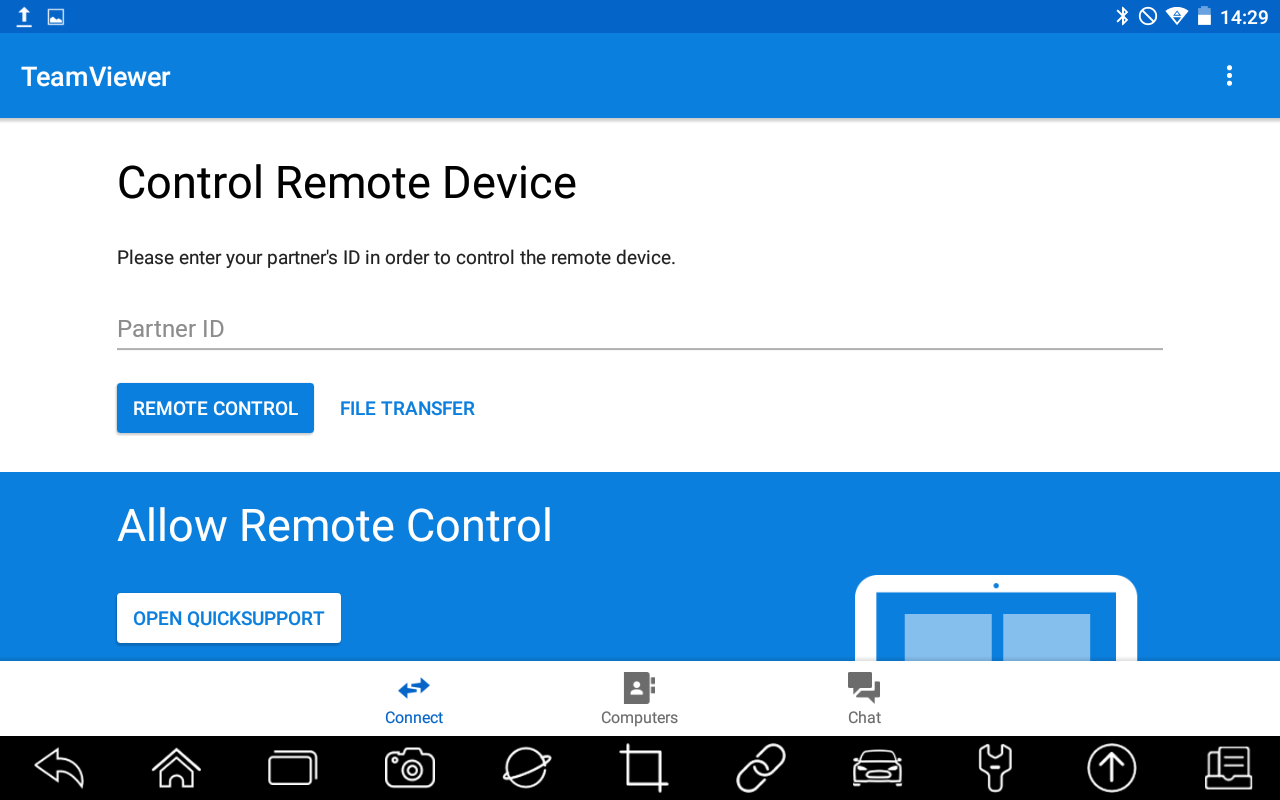 14:29
TeamViewer
Control Remote Device
Please enter your partner's ID in order to control the remote device.
Partner ID
REMOTE CONTROL FILE TRANSFER
Allow Remote Control
OPEN QUICKSUPPORT
Connect Computers Chat